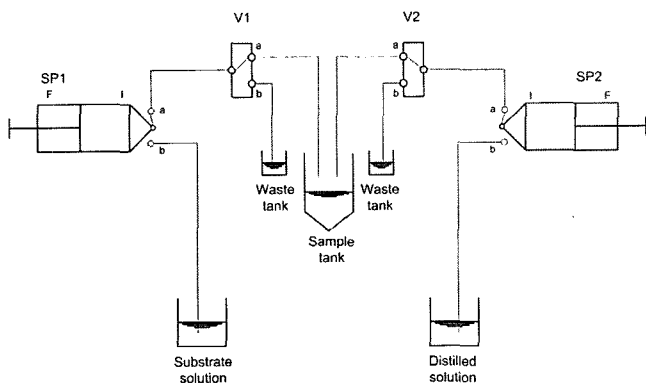 V1
V2
SP1
F
I
a
b
a
b
a
b
SP2
I
F
a
b
Waste
tank
Sample
tank
Waste
tank
Substrate
solution
Distilled
solution